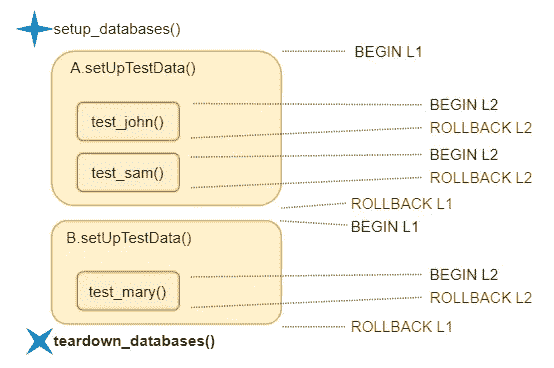 setup_databases()
BEGIN L1
A.setUpTestData()
BEGIN L2
test_john()
ROLLBACK L2
BEGIN L2
test_sam()
ROLLBACK L2
ROLLBACK L1
BEGIN L1
B.setUpTestData()
BEGIN L2
test_mary()
ROLLBACK L2
ROLLBACK L1
teardown_databases()